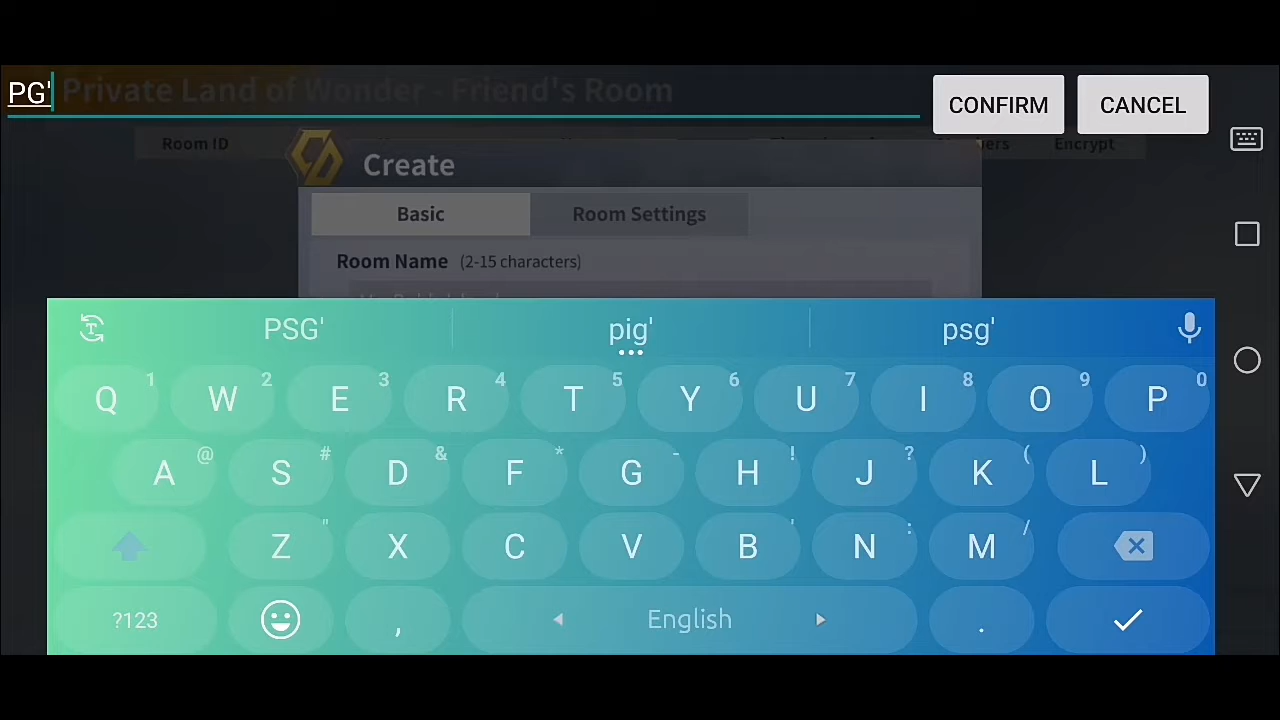 PG' Private Land of Wonder - Friend's Room
CONFIRM
CANCEL
Room ID
Encrypt
Create
Basic
Room Settings
Room Name (2-15 characters)
PSG' pig' psg'
Q 1 W 2 E 3 R 4 T 5 Y 6 U 7 I 8 O 9 P 0
A @ S # D & F * G - H ! J ? K ( L )
Z " X C V B ' N : M /
?123 , English .